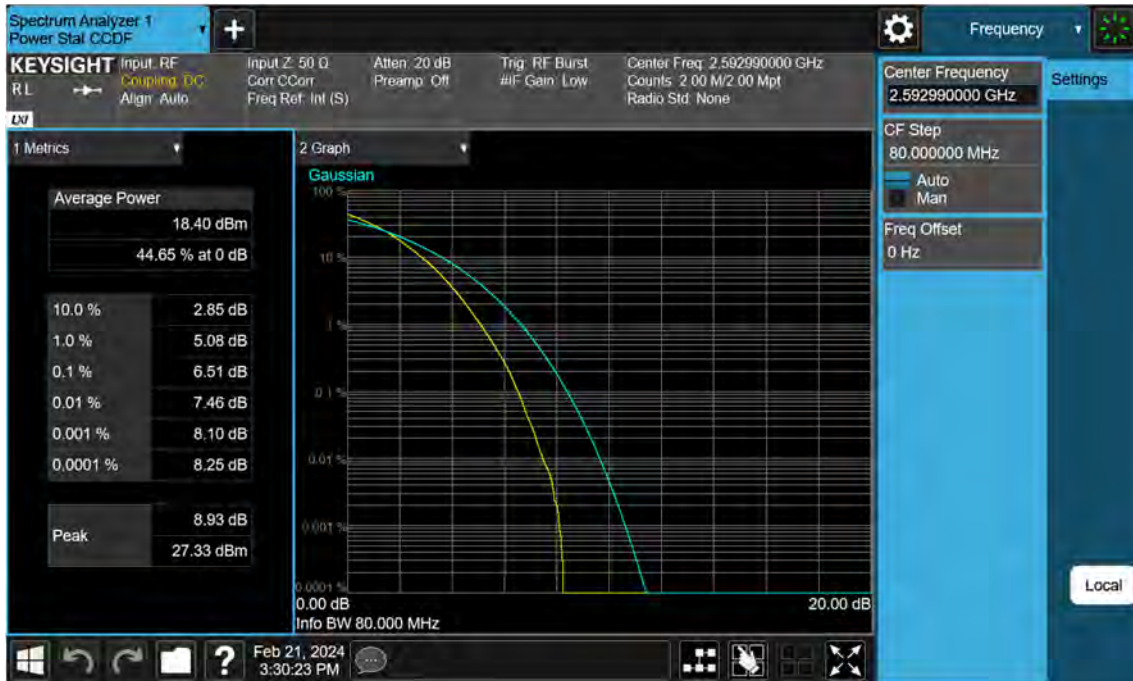 Spectrum Analyzer 1
Power Stat CCDF
Frequency
KEYSIGHT
RL
LXI
Input: RF
Coupling: DC
Align: Auto
Input Z: 50 Ω
Corr CCorr
Freq Ref: Int (S)
Atten: 20 dB
Preamp: Off
Trig: RF Burst
#IF Gain: Low
Center Freq: 2.592990000 GHz
Counts: 2.00 M/2.00 Mpt
Radio Std: None
Center Frequency
2.592990000 GHz
Settings
CF Step
80.000000 MHz
Auto
Man
Freq Offset
0 Hz
1 Metrics
Average Power
18.40 dBm
44.65 % at 0 dB
10.0 % 2.85 dB
1.0 % 5.08 dB
0.1 % 6.51 dB
0.01 % 7.46 dB
0.001 % 8.10 dB
0.0001 % 8.25 dB
Peak
8.93 dB
27.33 dBm
2 Graph
Gaussian
100 %
10 %
1 %
0.1 %
0.01 %
0.001 %
0.0001 %
0.00 dB 20.00 dB
Info BW 80.000 MHz
Local
?
Feb 21, 2024
3:30:23 PM